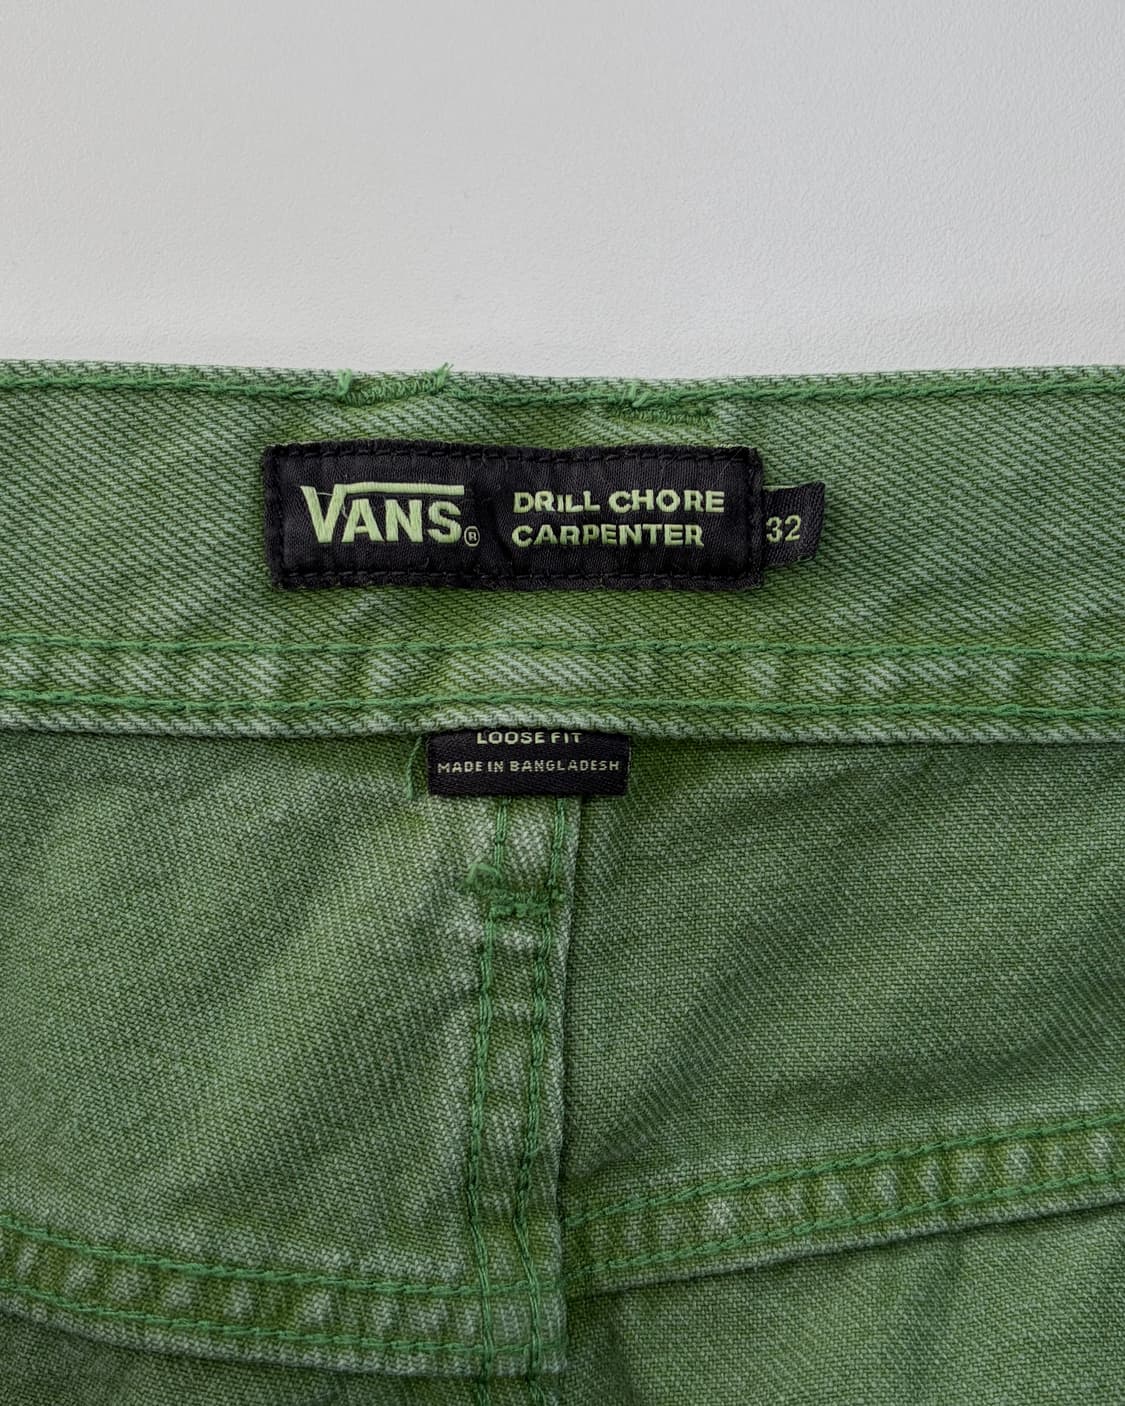 VANS®
DRILL CHORE
CARPENTER
32
LOOSE FIT
MADE IN BANGLADESH